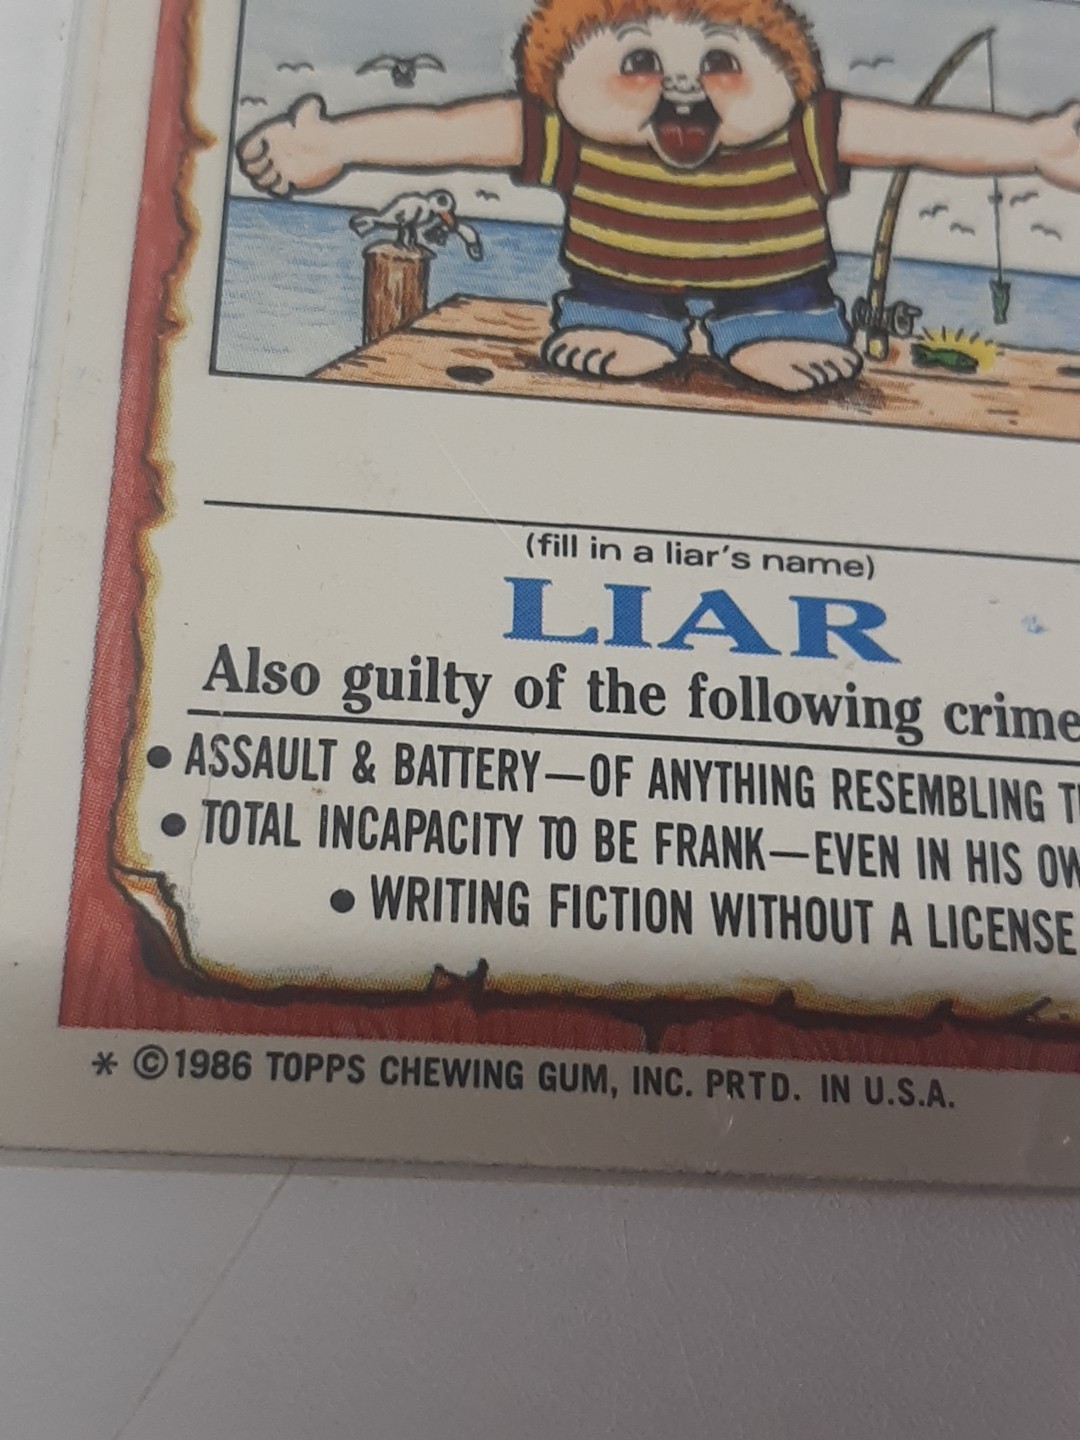 (fill in a liar's name)
LIAR
Also guilty of the following
• ASSAULT & BATTERY—OF ANYTHING RESEMBLING
• TOTAL INCAPACITY TO BE FRANK—EVEN IN HIS
• WRITING FICTION WITHOUT A LICENSE
* ©1986 TOPPS CHEWING GUM, INC. PRTD. IN U.S.A.